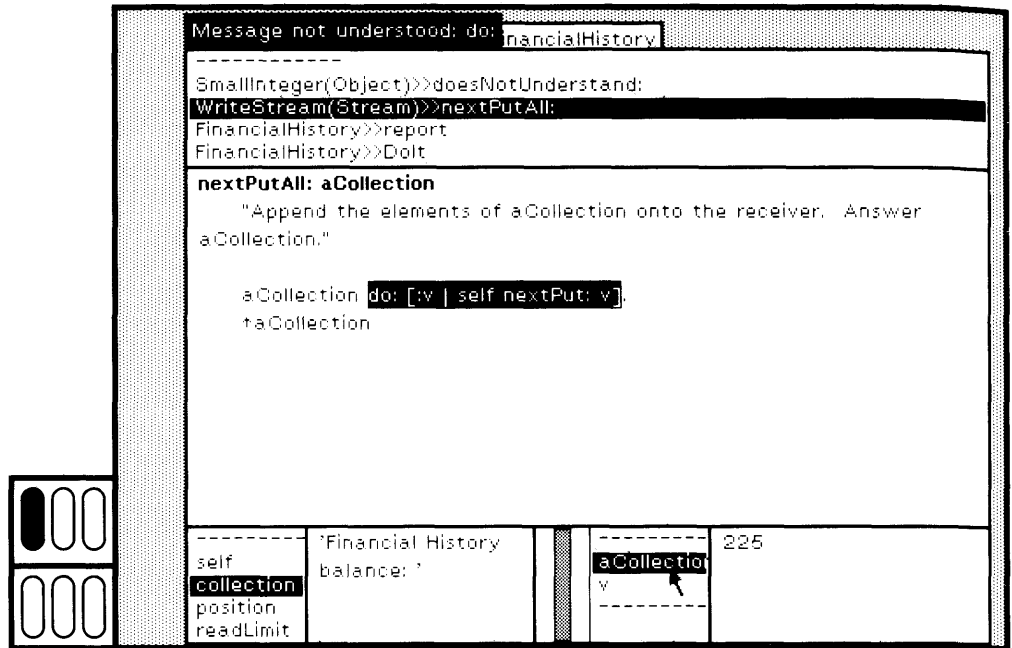 Message not understood: do:
nancialHistory
SmallInteger(Object)>>doesNotUnderstand:
WriteStream(Stream)>>nextPutAll:
FinancialHistory>>report
FinancialHistory>>DoIt
nextPutAll: aCollection
"Append the elements of aCollection onto the receiver. Answer
aCollection."
aCollection do: [:v | self nextPut: v].
↑aCollection
self
collection
position
readLimit
'Financial History
balance: '
aCollectio
v
225